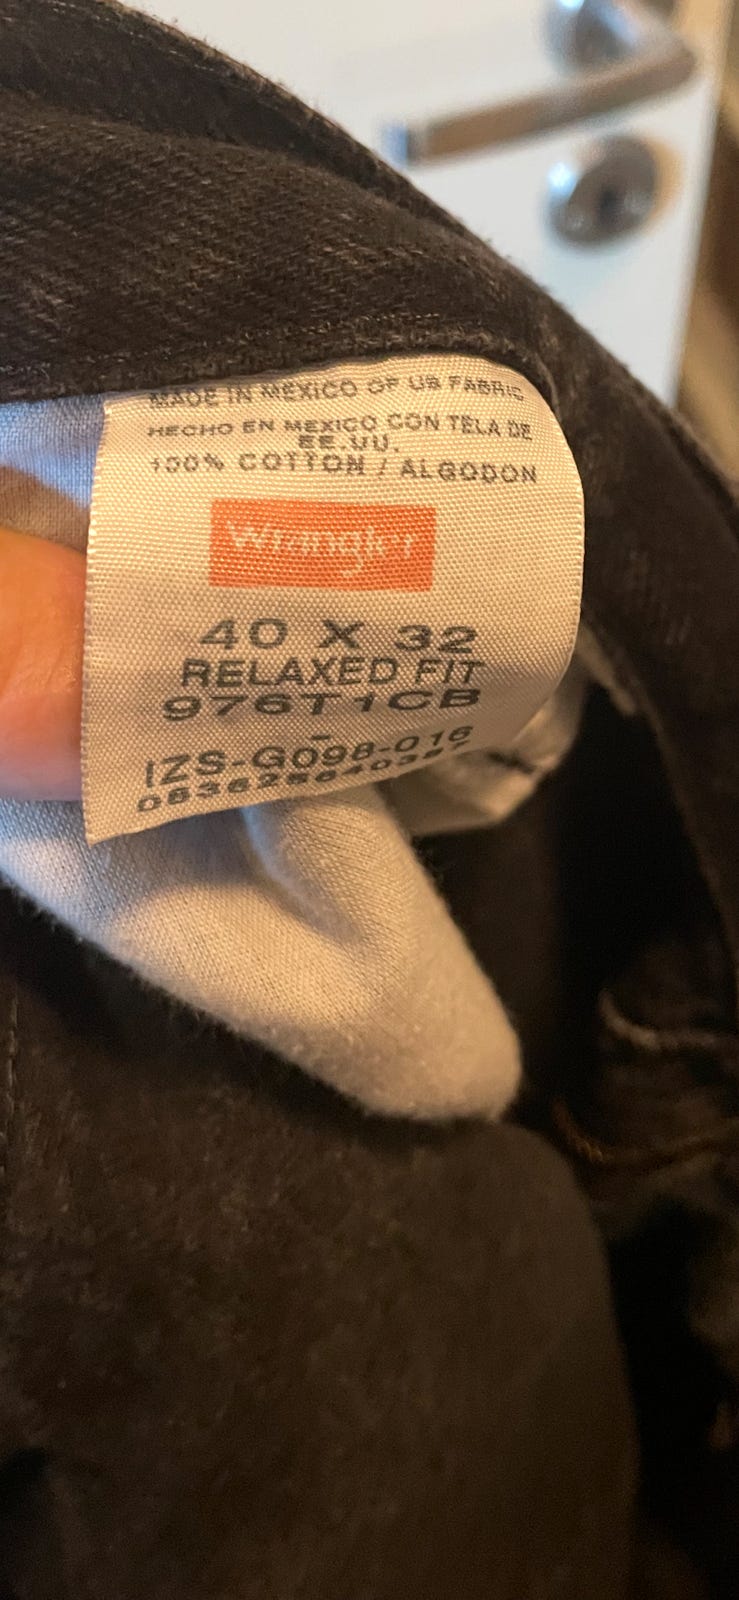 MADE IN MEXICO OF US FABRIC
HECHO EN MEXICO CON TELA DE
EE.UU.
100% COTTON / ALGODON
Wrangler
40 X 32
RELAXED FIT
976T1CB
IZS-G098-016